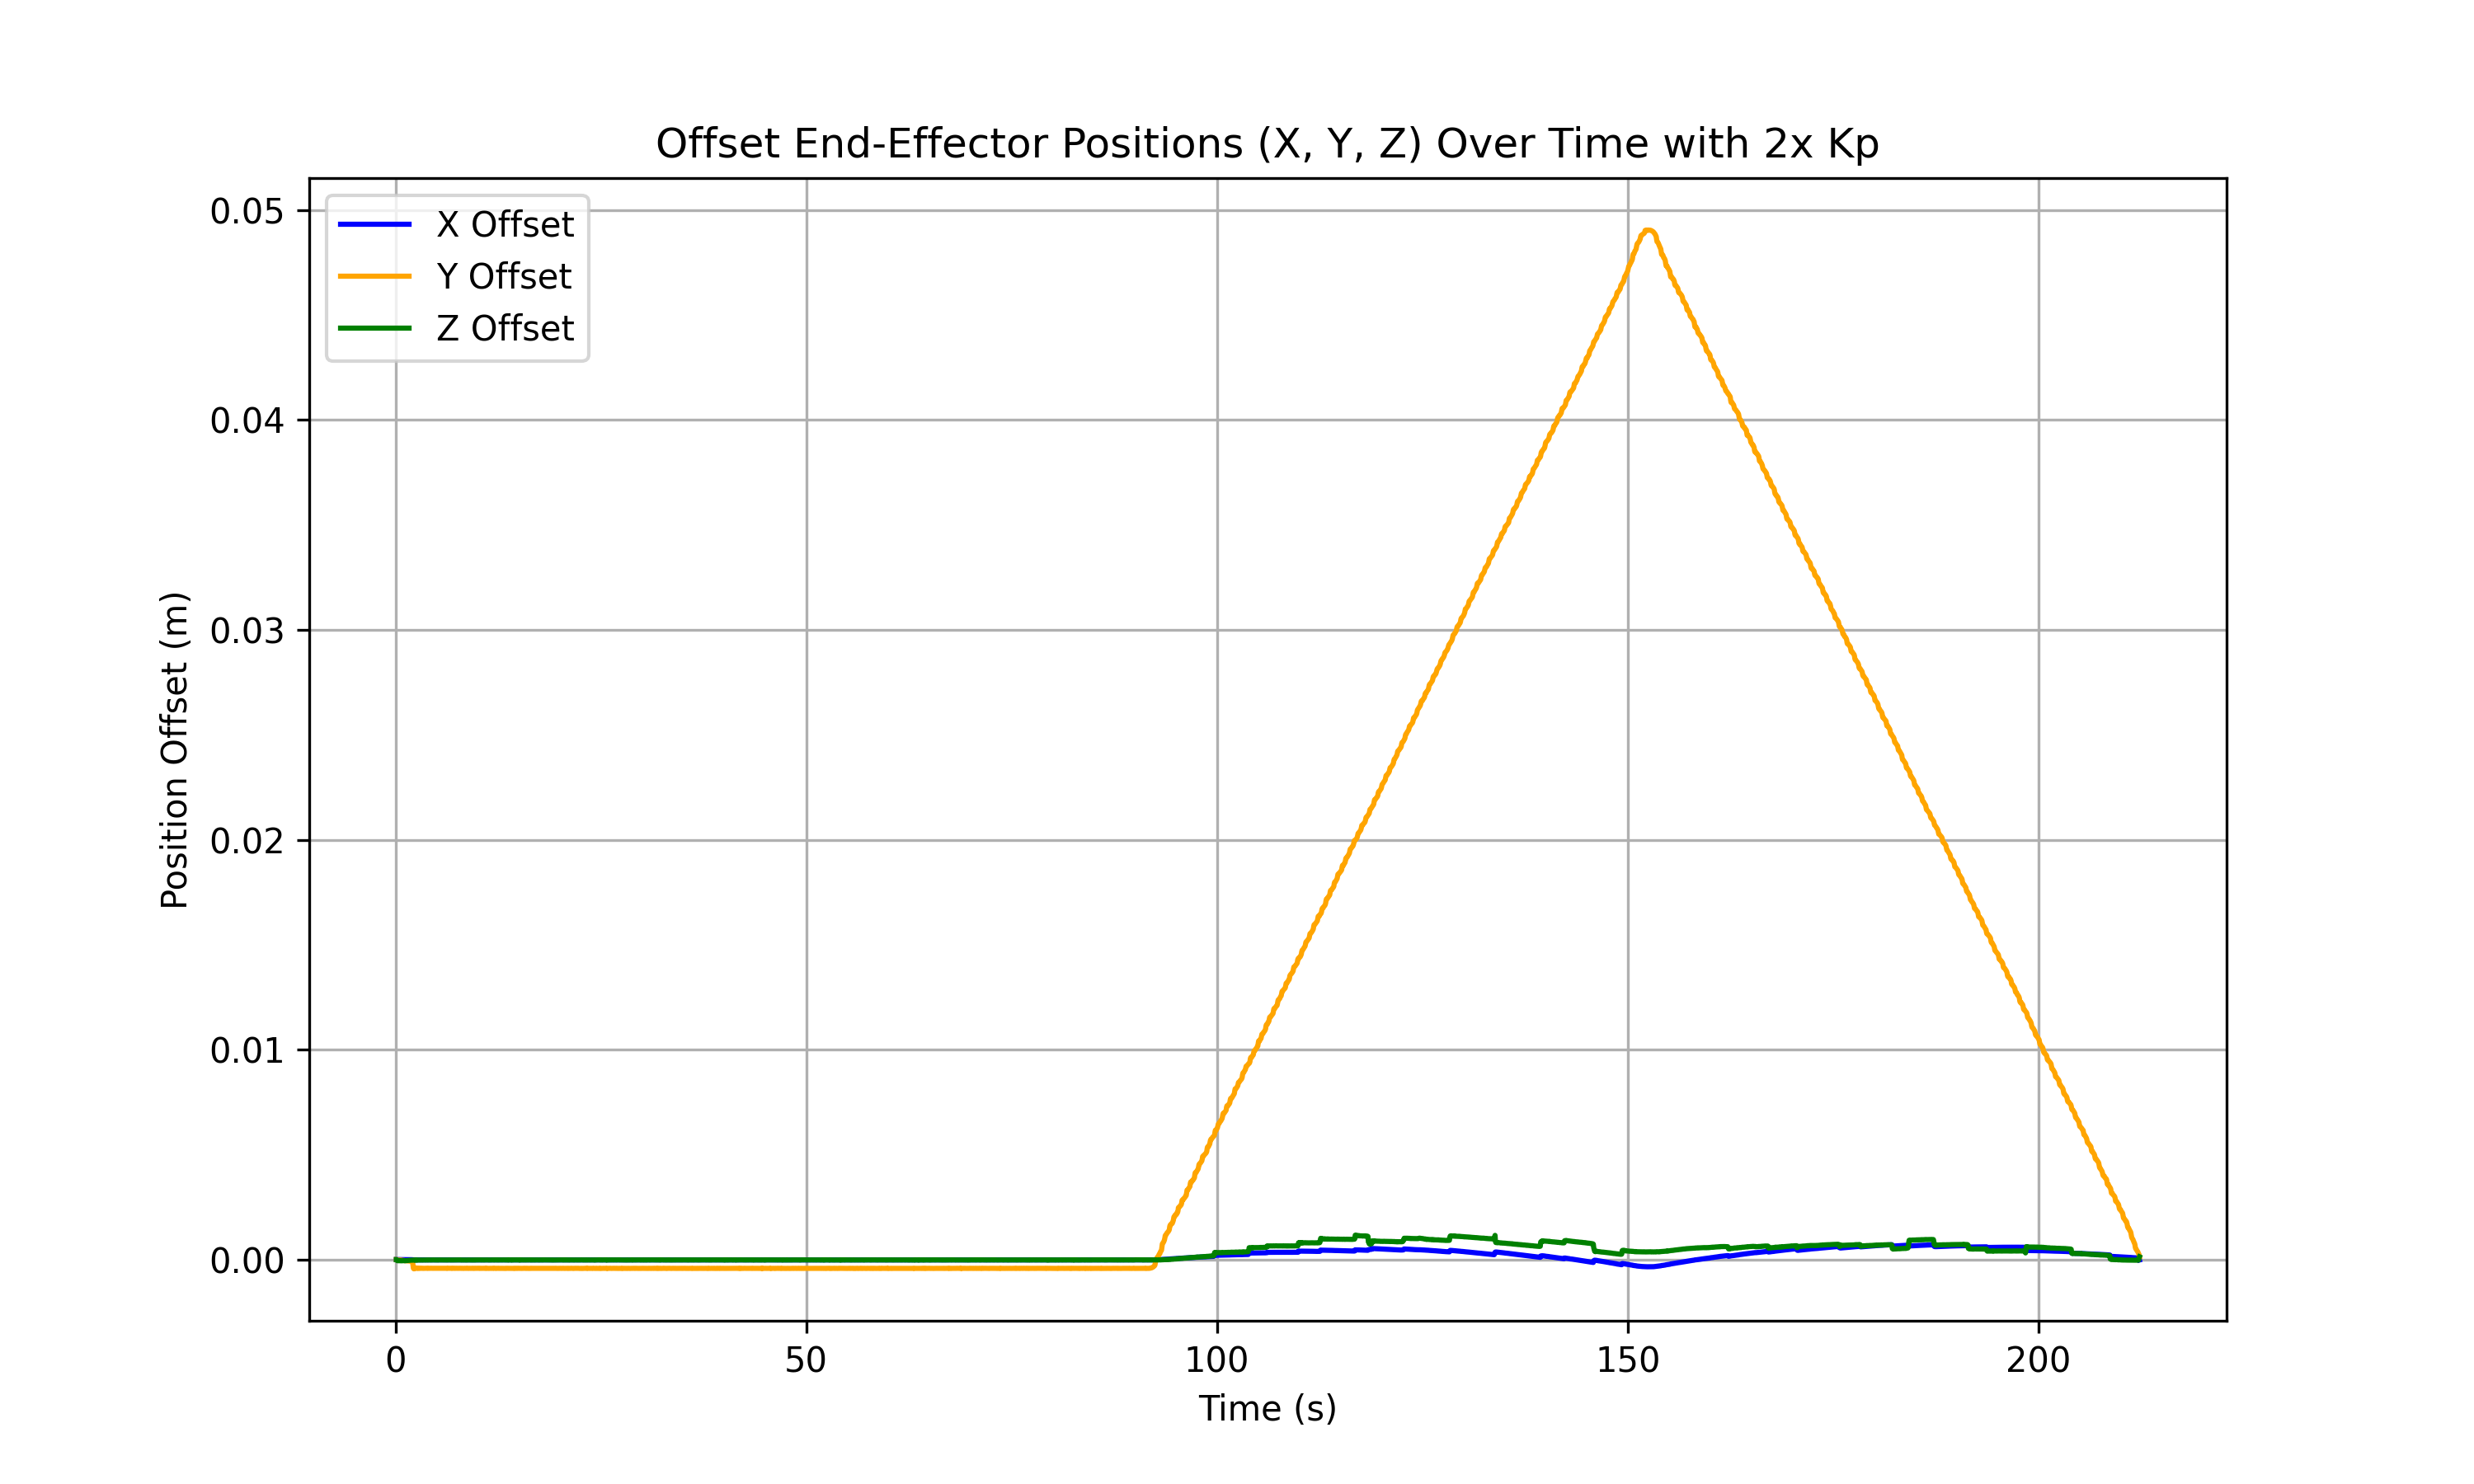 Offset End-Effector Positions (X, Y, Z) Over Time with 2x Kp
X Offset
Y Offset
Z Offset
0.05
0.04
0.03
0.02
0.01
0.00
Position Offset (m)
0 50 100 150 200
Time (s)